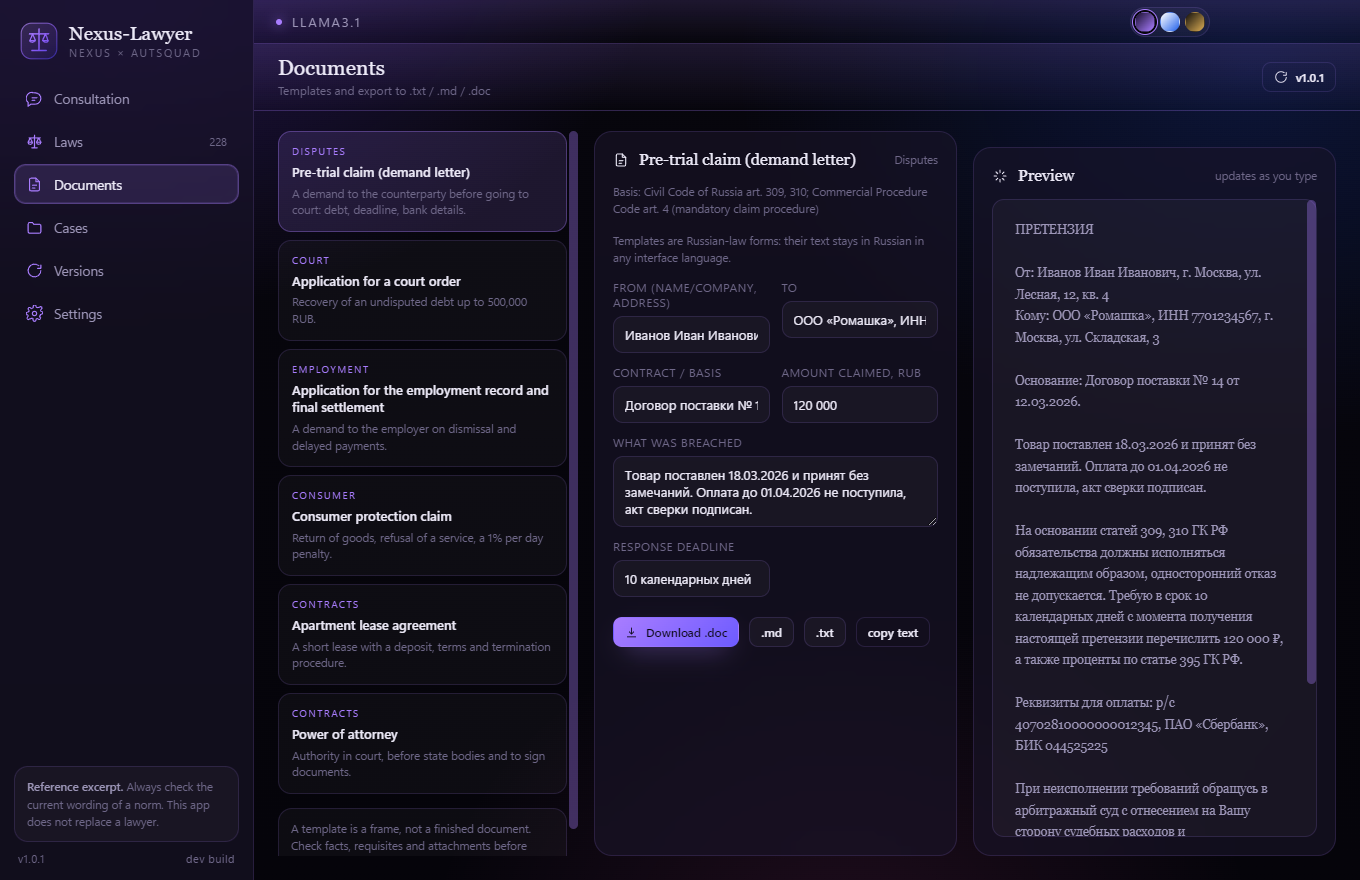 Nexus-Lawyer
NEXUS × AUTSQUAD
Consultation
Laws 228
Documents
Cases
Versions
Settings
Reference excerpt. Always check the
current wording of a norm. This app
does not replace a lawyer.
v1.0.1 dev build
LLAMA3.1
Documents
Templates and export to .txt / .md / .doc
v1.0.1
DISPUTES
Pre-trial claim (demand letter)
A demand to the counterparty before going to
court: debt, deadline, bank details.
COURT
Application for a court order
Recovery of an undisputed debt up to 500,000
RUB.
EMPLOYMENT
Application for the employment record and
final settlement
A demand to the employer on dismissal and
delayed payments.
CONSUMER
Consumer protection claim
Return of goods, refusal of a service, a 1% per day
penalty.
CONTRACTS
Apartment lease agreement
A short lease with a deposit, terms and termination
procedure.
CONTRACTS
Power of attorney
Authority in court, before state bodies and to sign
documents.
A template is a frame, not a finished document.
Check facts, requisites and attachments before
Pre-trial claim (demand letter) Disputes
Basis: Civil Code of Russia art. 309, 310; Commercial Procedure
Code art. 4 (mandatory claim procedure)
Templates are Russian-law forms: their text stays in Russian in
any interface language.
FROM (NAME/COMPANY,
ADDRESS)
Иванов Иван Иванови
TO
ООО «Ромашка», ИНН
CONTRACT / BASIS
Договор поставки № 1
AMOUNT CLAIMED, RUB
120 000
WHAT WAS BREACHED
Товар поставлен 18.03.2026 и принят без
замечаний. Оплата до 01.04.2026 не поступила,
акт сверки подписан.
RESPONSE DEADLINE
10 календарных дней
Download .doc .md .txt copy text
Preview updates as you type
ПРЕТЕНЗИЯ
От: Иванов Иван Иванович, г. Москва, ул.
Лесная, 12, кв. 4
Кому: ООО «Ромашка», ИНН 7701234567, г.
Москва, ул. Складская, 3
Основание: Договор поставки № 14 от
12.03.2026.
Товар поставлен 18.03.2026 и принят без
замечаний. Оплата до 01.04.2026 не
поступила, акт сверки подписан.
На основании статей 309, 310 ГК РФ
обязательства должны исполняться
надлежащим образом, односторонний отказ
не допускается. Требую в срок 10
календарных дней с момента получения
настоящей претензии перечислить 120 000 ₽,
а также проценты по статье 395 ГК РФ.
Реквизиты для оплаты: р/с
40702810000000012345, ПАО «Сбербанк»,
БИК 044525225
При неисполнении требований обращусь в
арбитражный суд с отнесением на Вашу
сторону судебных расходов и